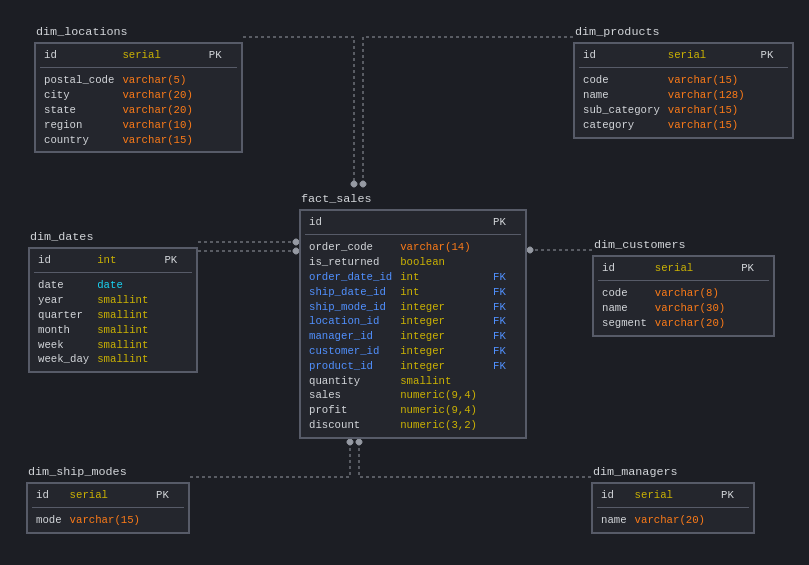 dim_locations
id serial PK
postal_code varchar(5)
city varchar(20)
state varchar(20)
region varchar(10)
country varchar(15)
dim_products
id serial PK
code varchar(15)
name varchar(128)
sub_category varchar(15)
category varchar(15)
fact_sales
id PK
order_code varchar(14)
is_returned boolean
order_date_id int FK
ship_date_id int FK
ship_mode_id integer FK
location_id integer FK
manager_id integer FK
customer_id integer FK
product_id integer FK
quantity smallint
sales numeric(9,4)
profit numeric(9,4)
discount numeric(3,2)
dim_dates
id int PK
date date
year smallint
quarter smallint
month smallint
week smallint
week_day smallint
dim_customers
id serial PK
code varchar(8)
name varchar(30)
segment varchar(20)
dim_ship_modes
id serial PK
mode varchar(15)
dim_managers
id serial PK
name varchar(20)